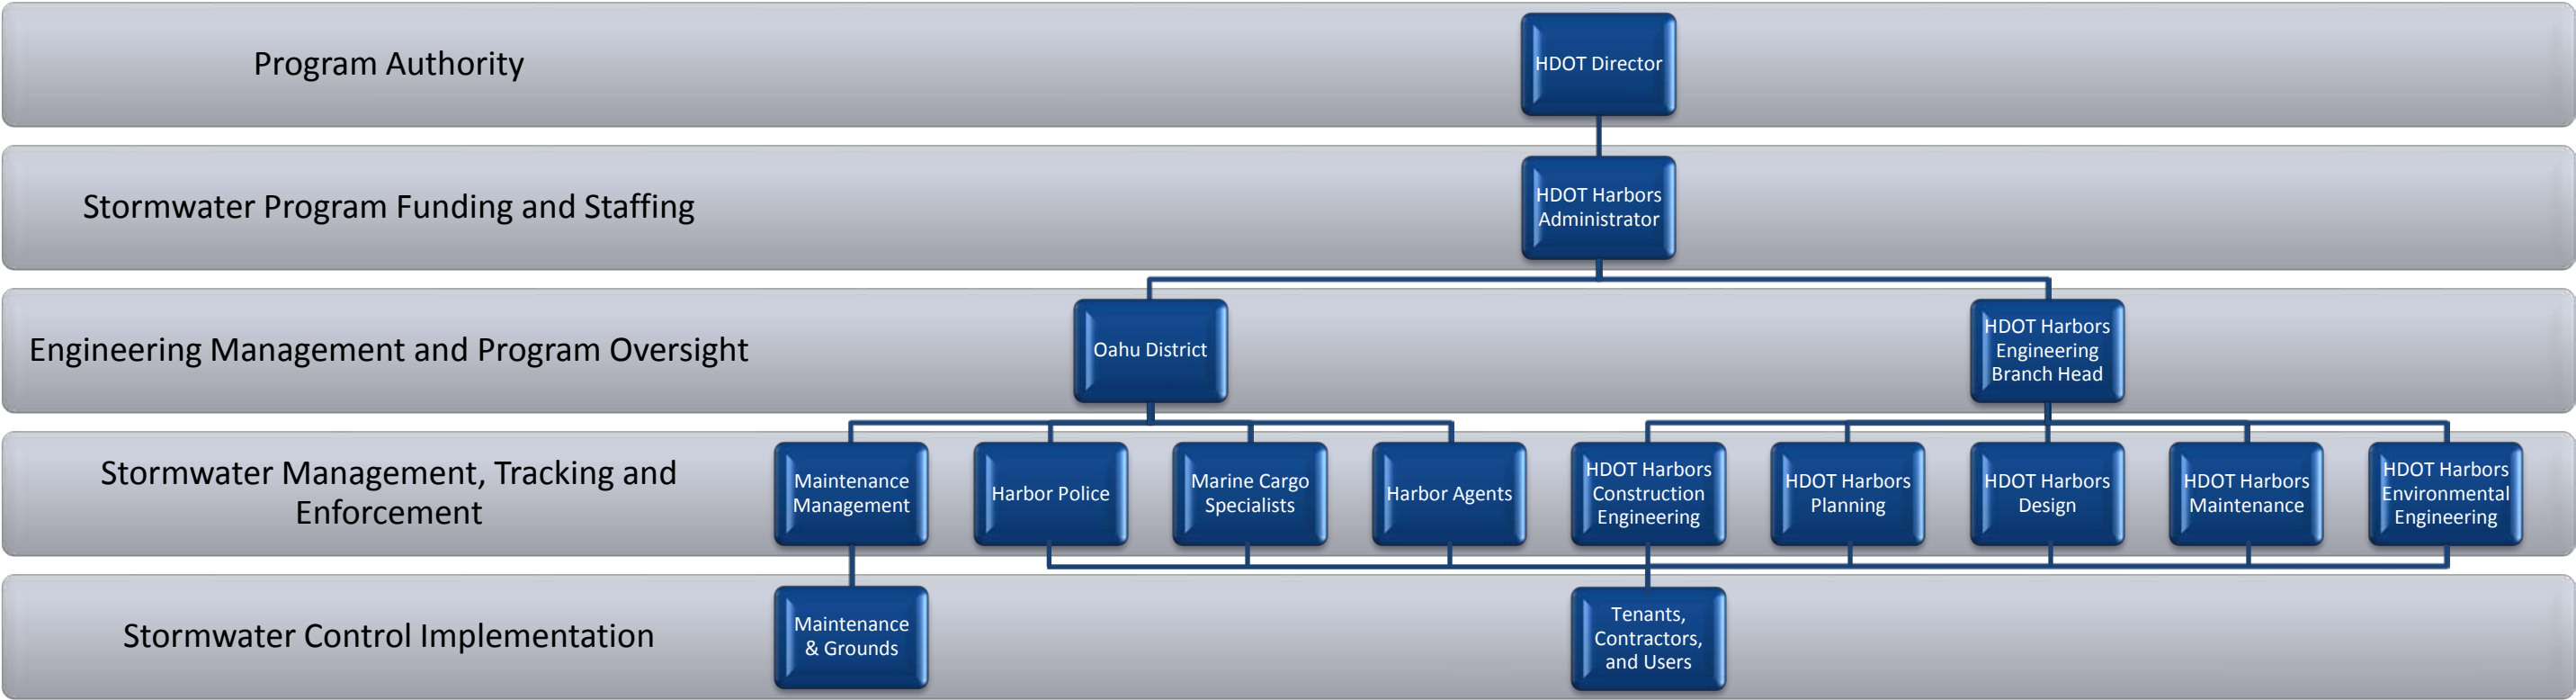 Program Authority
HDOT Director
Stormwater Program Funding and Staffing
HDOT Harbors
Administrator
Engineering Management and Program Oversight
Oahu District
HDOT Harbors
Engineering
Branch Head
Stormwater Management, Tracking and
Enforcement
Maintenance
Management
Harbor Police
Marine Cargo
Specialists
Harbor Agents
HDOT Harbors
Construction
Engineering
HDOT Harbors
Planning
HDOT Harbors
Design
HDOT Harbors
Maintenance
HDOT Harbors
Environmental
Engineering
Stormwater Control Implementation
Maintenance
& Grounds
Tenants,
Contractors,
and Users